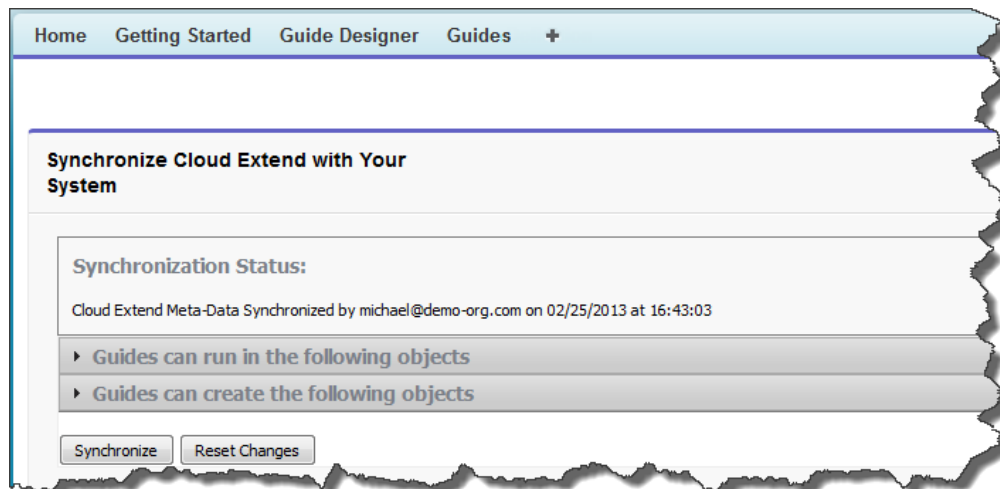 Home Getting Started Guide Designer Guides +
Synchronize Cloud Extend with Your
System
Synchronization Status:
Cloud Extend Meta-Data Synchronized by michael@demo-org.com on 02/25/2013 at 16:43:03
Guides can run in the following objects
Guides can create the following objects
Synchronize Reset Changes